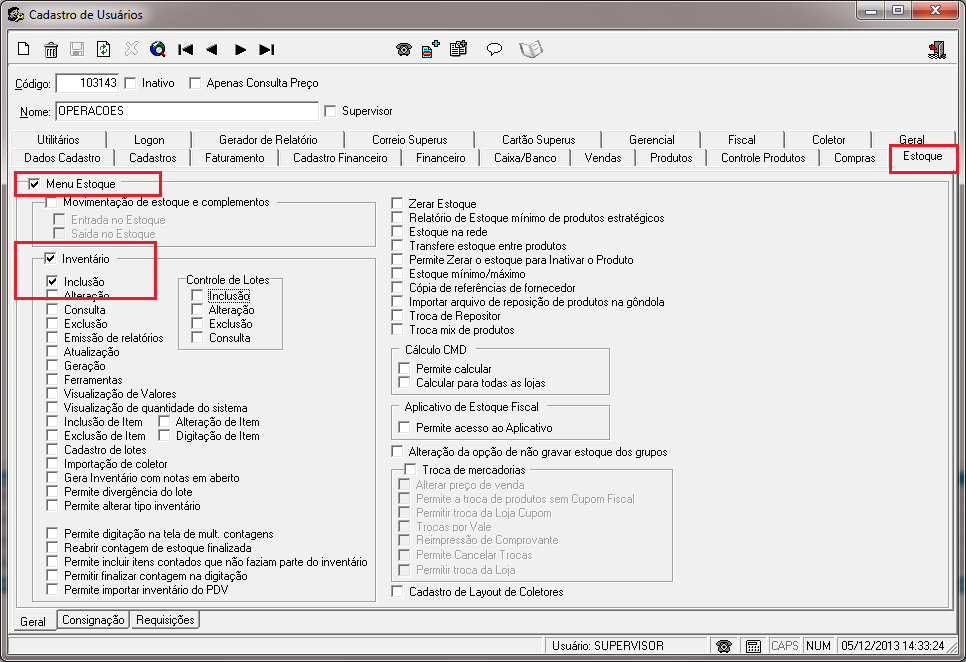 Cadastro de Usuários
Código: 103143 Inativo Apenas Consulta Preço
Nome: OPERACOES Supervisor
Utilitários Logon Gerador de Relatório Correio Superus Cartão Superus Gerencial Fiscal Coletor Geral
Dados Cadastro Cadastros Faturamento Cadastro Financeiro Financeiro Caixa/Banco Vendas Produtos Controle Produtos Compras Estoque
Menu Estoque
Movimentação de estoque e complementos
Entrada no Estoque
Saida no Estoque
Inventário
Inclusão
Alteração
Consulta
Exclusão
Emissão de relatórios
Atualização
Geração
Ferramentas
Visualização de Valores
Visualização de quantidade do sistema
Inclusão de Item Alteração de Item
Exclusão de Item Digitação de Item
Cadastro de lotes
Importação de coletor
Gera Inventário com notas em aberto
Permite divergência do lote
Permite alterar tipo inventário
Permite digitação na tela de mult. contagens
Reabrir contagem de estoque finalizada
Permite incluir itens contados que não faziam parte do inventário
Permitir finalizar contagem na digitação
Permite importar inventário do PDV
Controle de Lotes
Inclusão
Alteração
Exclusão
Consulta
Zerar Estoque
Relatório de Estoque mínimo de produtos estratégicos
Estoque na rede
Transfere estoque entre produtos
Permite Zerar o estoque para Inativar o Produto
Estoque mínimo/máximo
Cópia de referências de fornecedor
Importar arquivo de reposição de produtos na gôndola
Troca de Repositor
Troca mix de produtos
Cálculo CMD
Permite calcular
Calcular para todas as lojas
Aplicativo de Estoque Fiscal
Permite acesso ao Aplicativo
Alteração da opção de não gravar estoque dos grupos
Troca de mercadorias
Alterar preço de venda
Permite a troca de produtos sem Cupom Fiscal
Permitir troca da Loja Cupom
Trocas por Vale
Reimpressão de Comprovante
Permite Cancelar Trocas
Permitir troca da Loja
Cadastro de Layout de Coletores
Geral Consignação Requisições
Usuário: SUPERVISOR CAPS NUM 05/12/2013 14:33:24